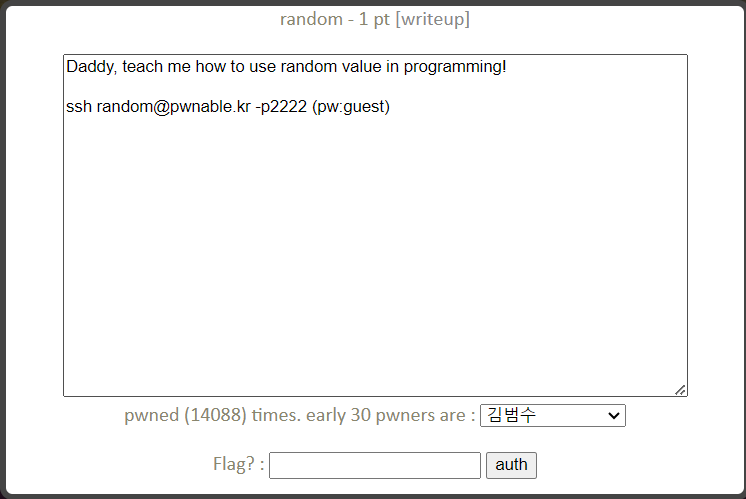 random - 1 pt [writeup]
Daddy, teach me how to use random value in programming!
ssh random@pwnable.kr -p2222 (pw:guest)
pwned (14088) times. early 30 pwners are : 김범수
Flag? : auth